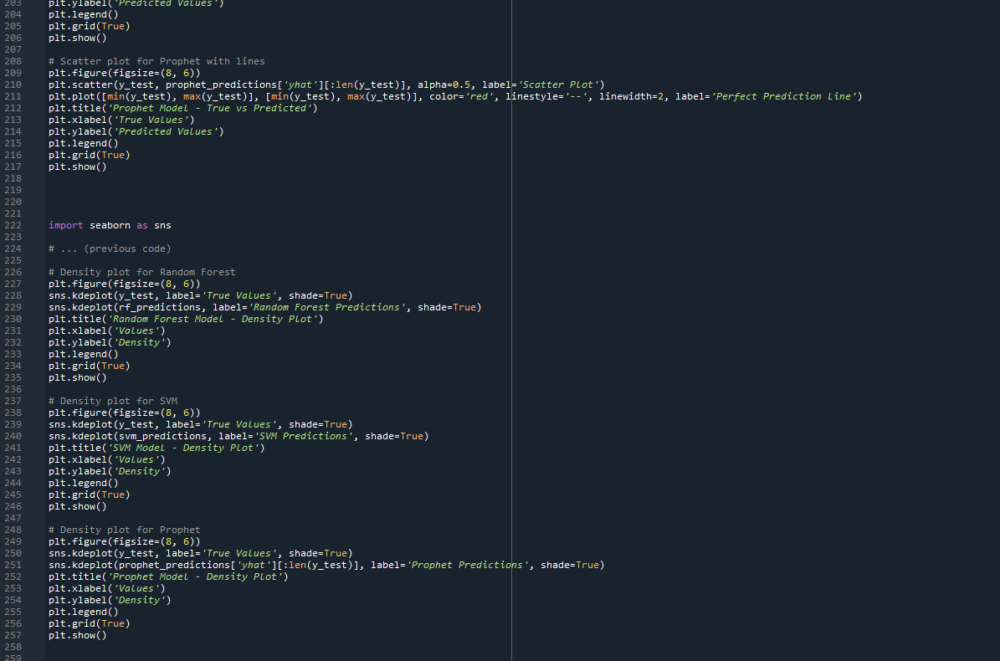 203 plt.ylabel('Predicted Values')
204 plt.legend()
205 plt.grid(True)
206 plt.show()
207
208 # Scatter plot for Prophet with lines
209 plt.figure(figsize=(8, 6))
210 plt.scatter(y_test, prophet_predictions['yhat'][:len(y_test)], alpha=0.5, label='Scatter Plot')
211 plt.plot([min(y_test), max(y_test)], [min(y_test), max(y_test)], color='red', linestyle='--', linewidth=2, label='Perfect Prediction Line')
212 plt.title('Prophet Model - True vs Predicted')
213 plt.xlabel('True Values')
214 plt.ylabel('Predicted Values')
215 plt.legend()
216 plt.grid(True)
217 plt.show()
218
219
220
221
222 import seaborn as sns
223
224 # ... (previous code)
225
226 # Density plot for Random Forest
227 plt.figure(figsize=(8, 6))
228 sns.kdeplot(y_test, label='True Values', shade=True)
229 sns.kdeplot(rf_predictions, label='Random Forest Predictions', shade=True)
230 plt.title('Random Forest Model - Density Plot')
231 plt.xlabel('Values')
232 plt.ylabel('Density')
233 plt.legend()
234 plt.grid(True)
235 plt.show()
236
237 # Density plot for SVM
238 plt.figure(figsize=(8, 6))
239 sns.kdeplot(y_test, label='True Values', shade=True)
240 sns.kdeplot(svm_predictions, label='SVM Predictions', shade=True)
241 plt.title('SVM Model - Density Plot')
242 plt.xlabel('Values')
243 plt.ylabel('Density')
244 plt.legend()
245 plt.grid(True)
246 plt.show()
247
248 # Density plot for Prophet
249 plt.figure(figsize=(8, 6))
250 sns.kdeplot(y_test, label='True Values', shade=True)
251 sns.kdeplot(prophet_predictions['yhat'][:len(y_test)], label='Prophet Predictions', shade=True)
252 plt.title('Prophet Model - Density Plot')
253 plt.xlabel('Values')
254 plt.ylabel('Density')
255 plt.legend()
256 plt.grid(True)
257 plt.show()
258
259